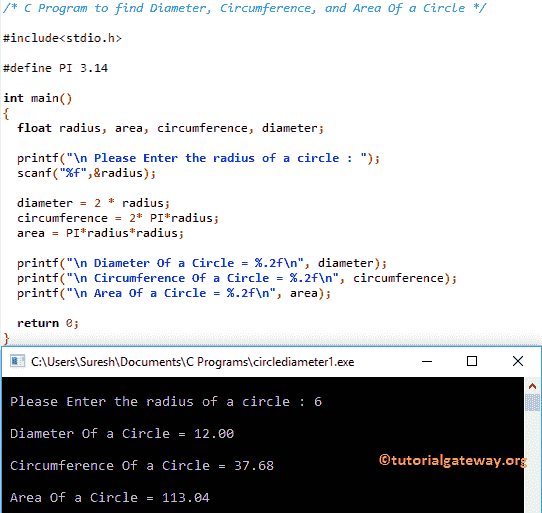 /* C Program to find Diameter, Circumference, and Area Of a Circle */
#include<stdio.h>
#define PI 3.14
int main()
{
float radius, area, circumference, diameter;
printf("\n Please Enter the radius of a circle : ");
scanf("%f",&radius);
diameter = 2 * radius;
circumference = 2* PI*radius;
area = PI*radius*radius;
printf("\n Diameter Of a Circle = %.2f\n", diameter);
printf("\n Circumference Of a Circle = %.2f\n", circumference);
printf("\n Area Of a Circle = %.2f\n", area);
return 0;
}
C:\Users\Suresh\Documents\C Programs\circlediameter1.exe
Please Enter the radius of a circle : 6
Diameter Of a Circle = 12.00
Circumference Of a Circle = 37.68
©tutorialgateway.org
Area Of a Circle = 113.04